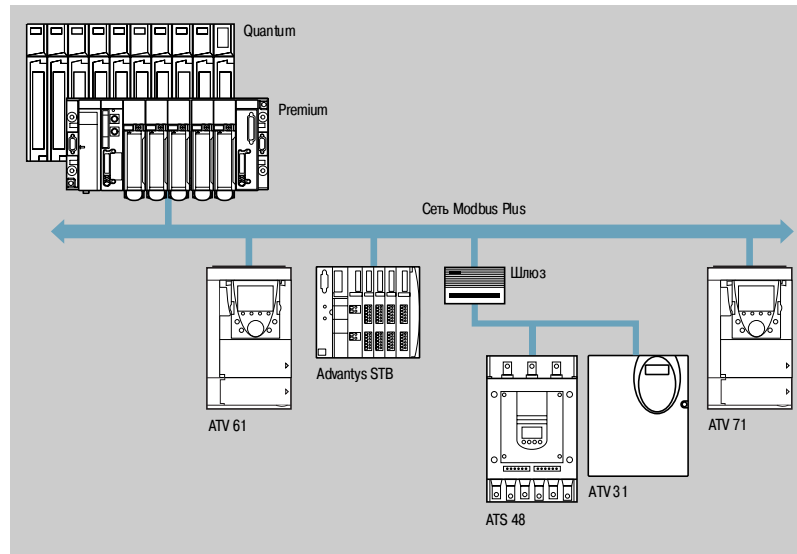 Quantum
Premium
Сеть Modbus Plus
Шлюз
Advantys STB
ATV 61
ATV 71
ATV 31
ATS 48